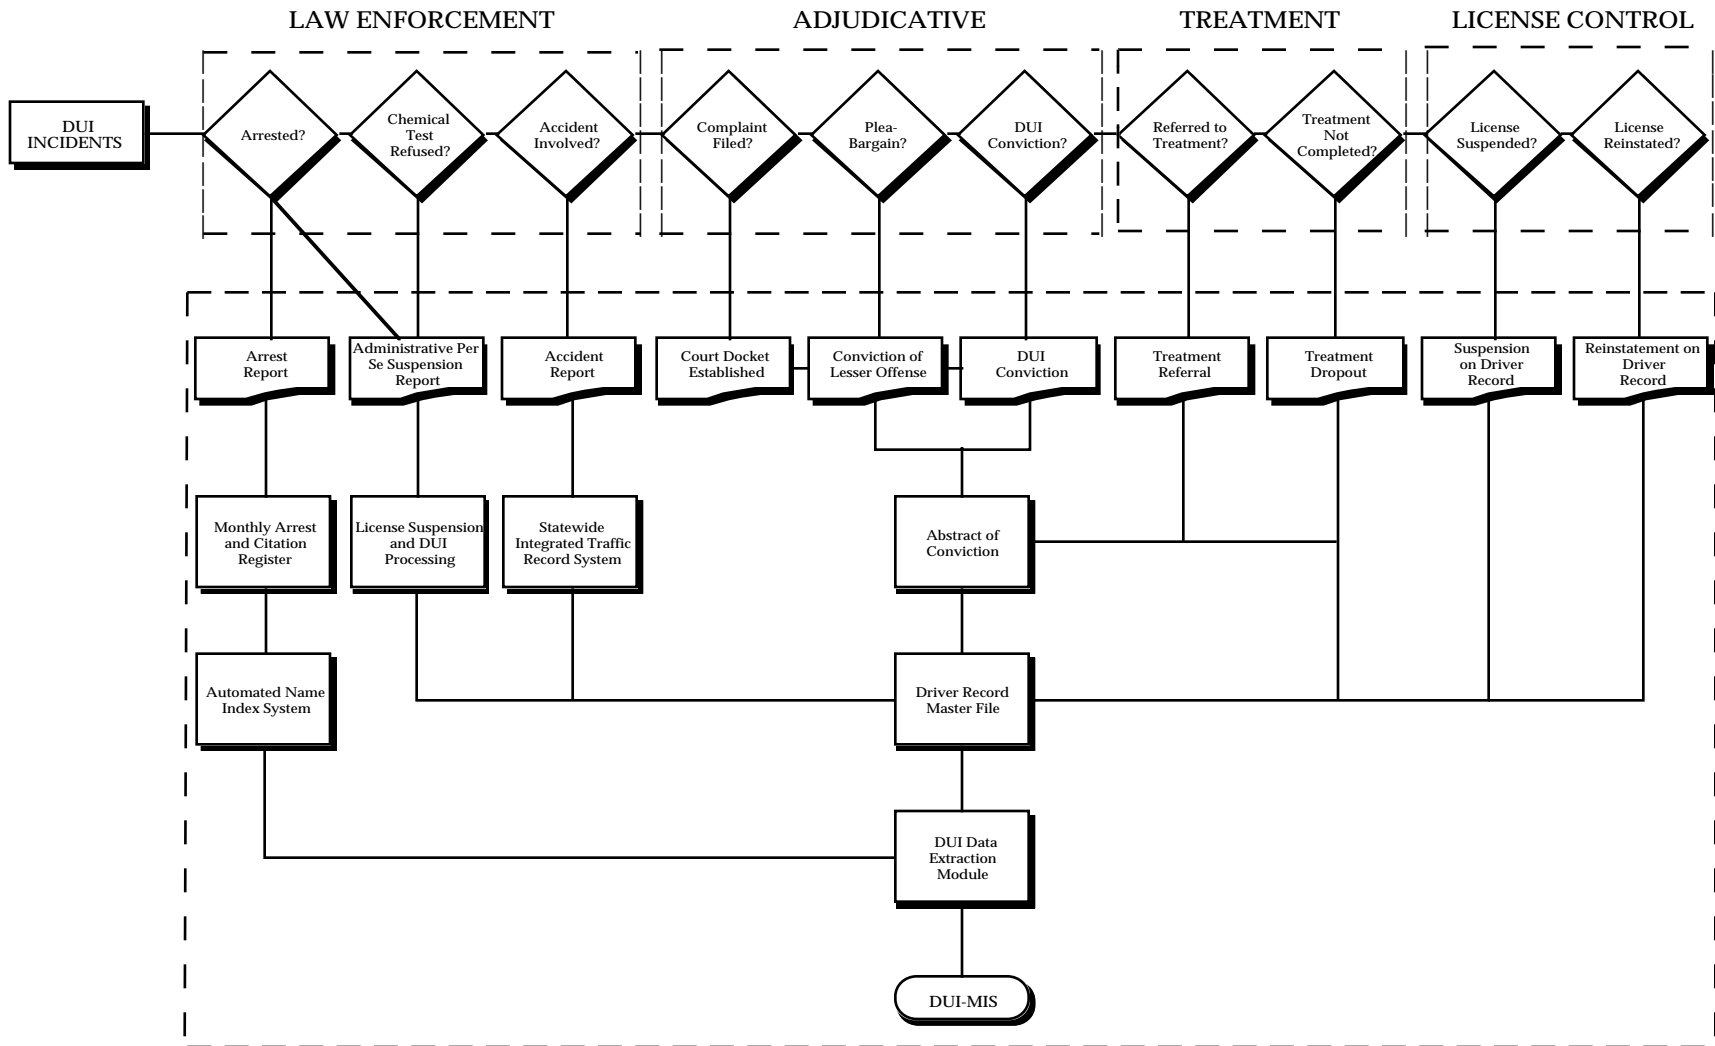 LAW ENFORCEMENT
ADJUDICATIVE
TREATMENT
LICENSE CONTROL
DUI
INCIDENTS
Arrested?
Chemical
Test
Refused?
Accident
Involved?
Complaint
Filed?
Plea-
Bargain?
DUI
Conviction?
Referred to
Treatment?
Treatment
Not
Completed?
License
Suspended?
License
Reinstated?
Arrest
Report
Administrative Per
Se Suspension
Report
Accident
Report
Court Docket
Established
Conviction of
Lesser Offense
DUI
Conviction
Treatment
Referral
Treatment
Dropout
Suspension
on Driver
Record
Reinstatement on
Driver
Record
Monthly Arrest
and Citation
Register
License Suspension
and DUI
Processing
Statewide
Integrated Traffic
Record System
Abstract of
Conviction
Automated Name
Index System
Driver Record
Master File
DUI Data
Extraction
Module
DUI-MIS